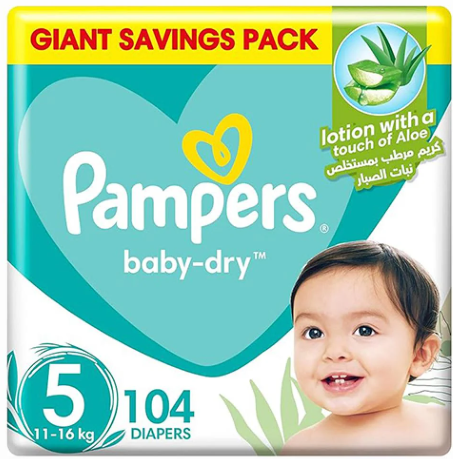 GIANT SAVINGS PACK
lotion with a
touch of Aloe
كريم مرطب بمستخلص
نبات الصبار
Pampers®
baby-dry™
5
11-16 kg
104
DIAPERS